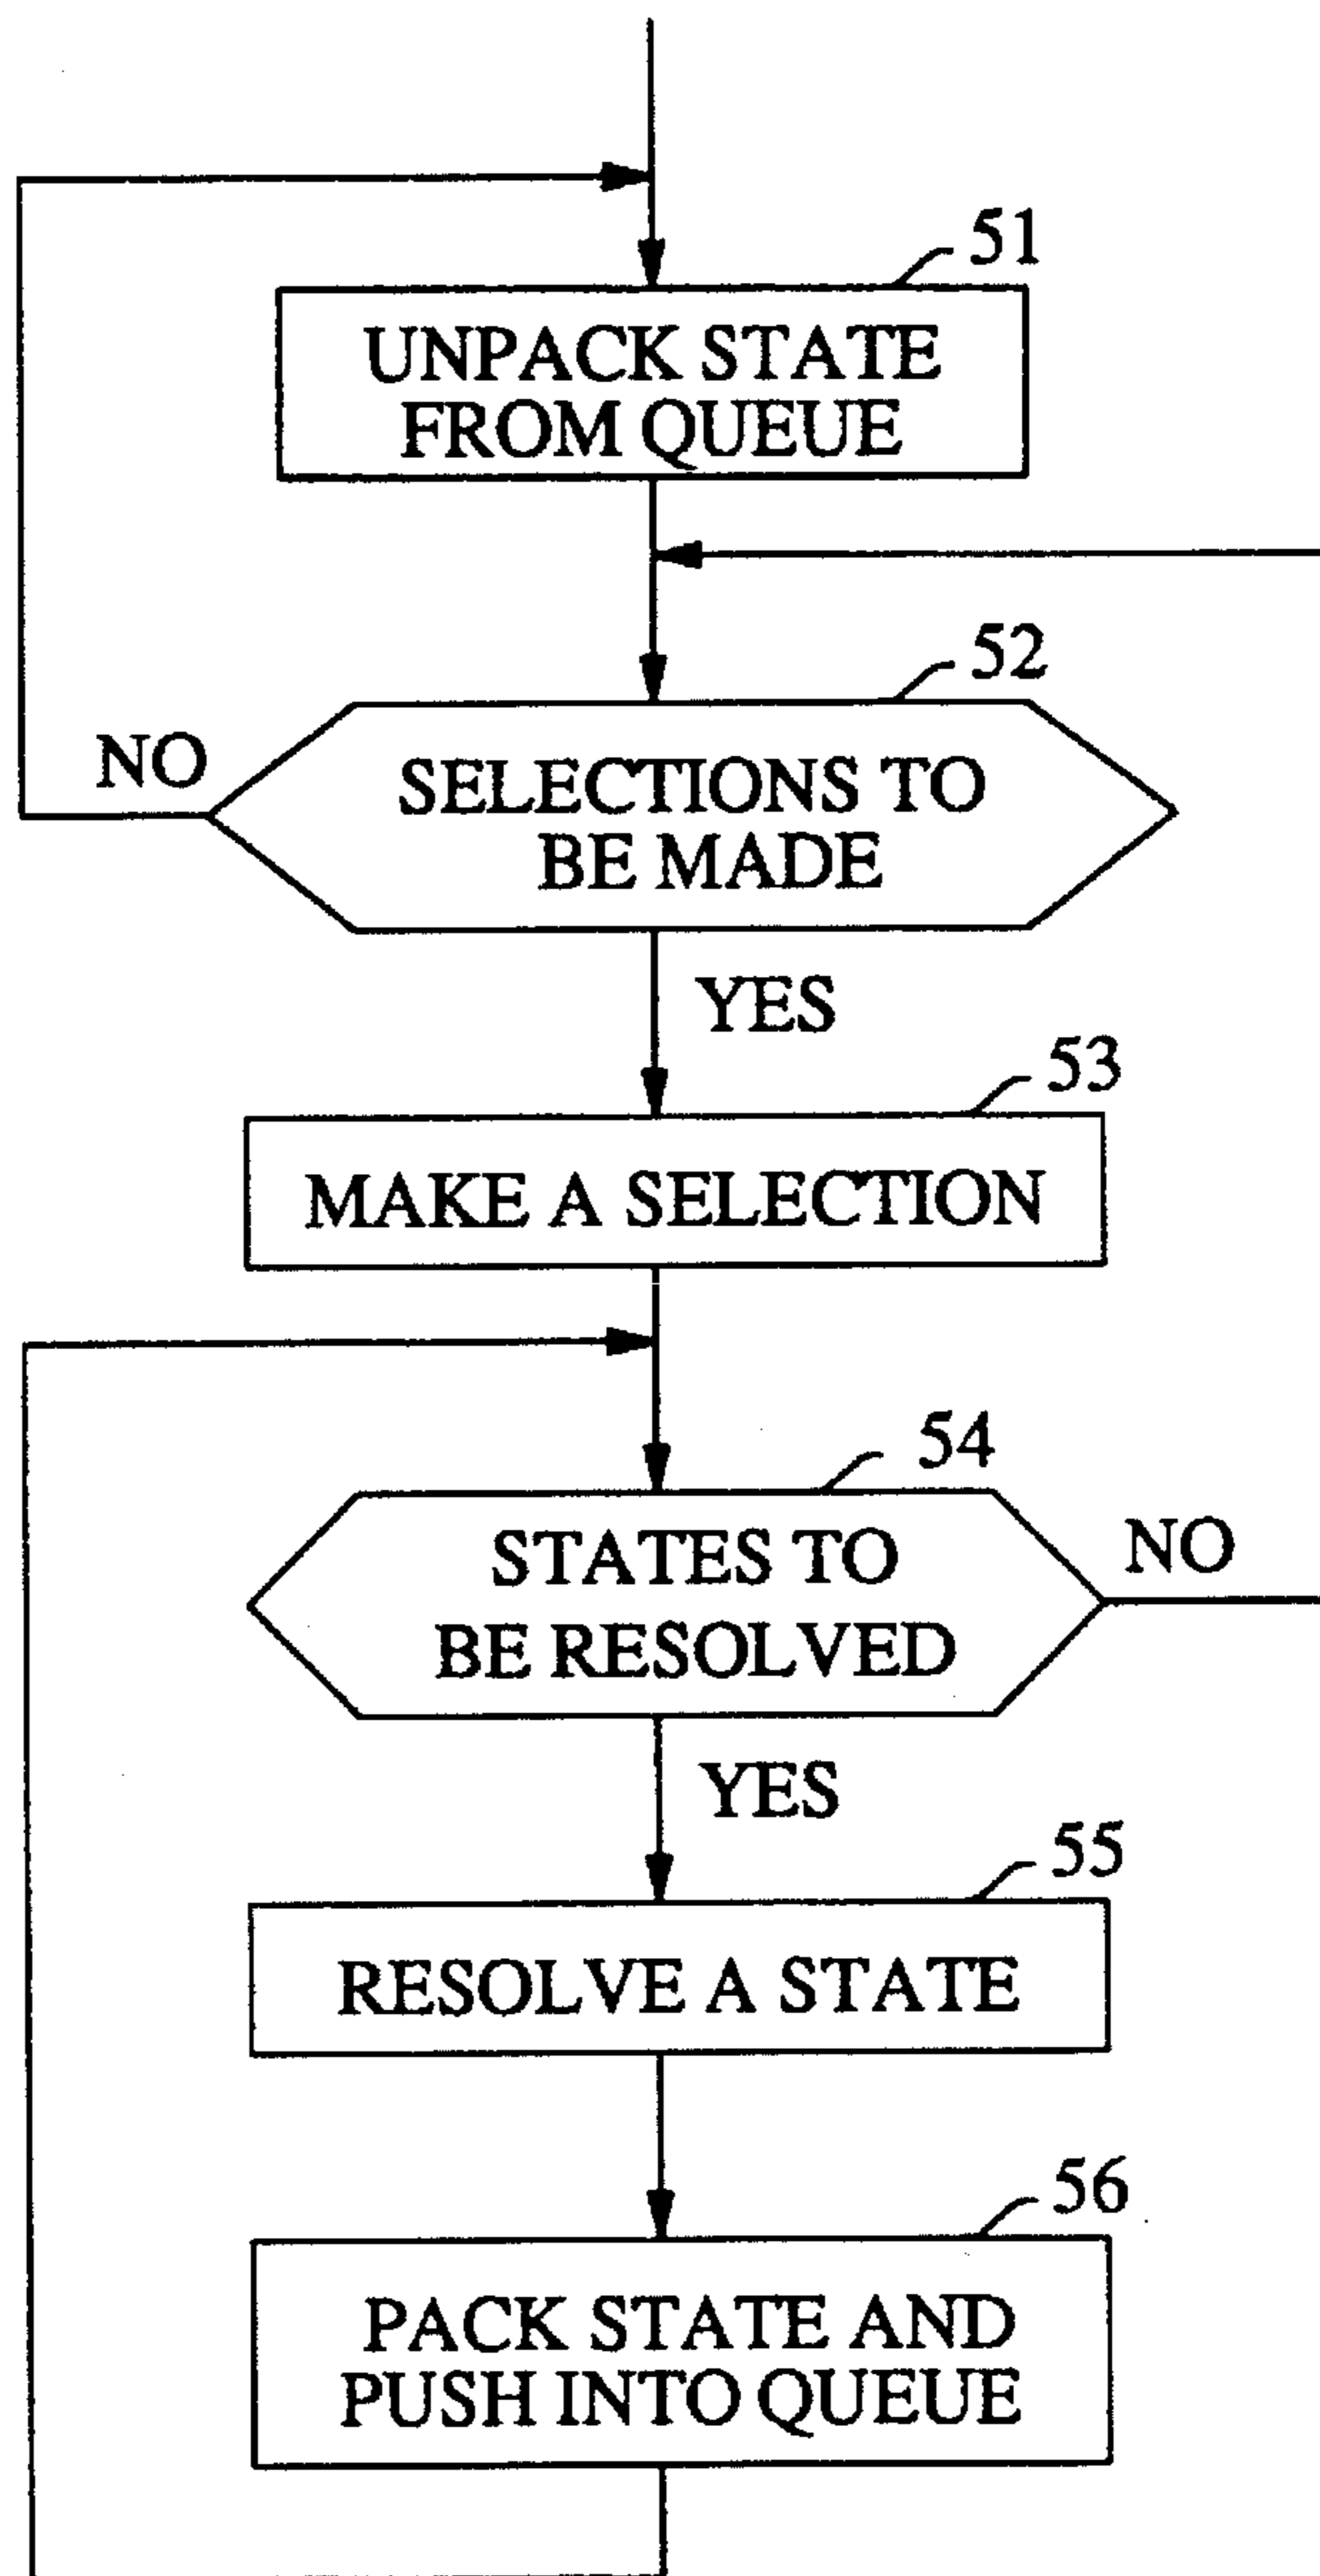 51
UNPACK STATE
FROM QUEUE
52
NO
SELECTIONS TO
BE MADE
YES
53
MAKE A SELECTION
54
STATES TO
BE RESOLVED
NO
YES
55
RESOLVE A STATE
56
PACK STATE AND
PUSH INTO QUEUE